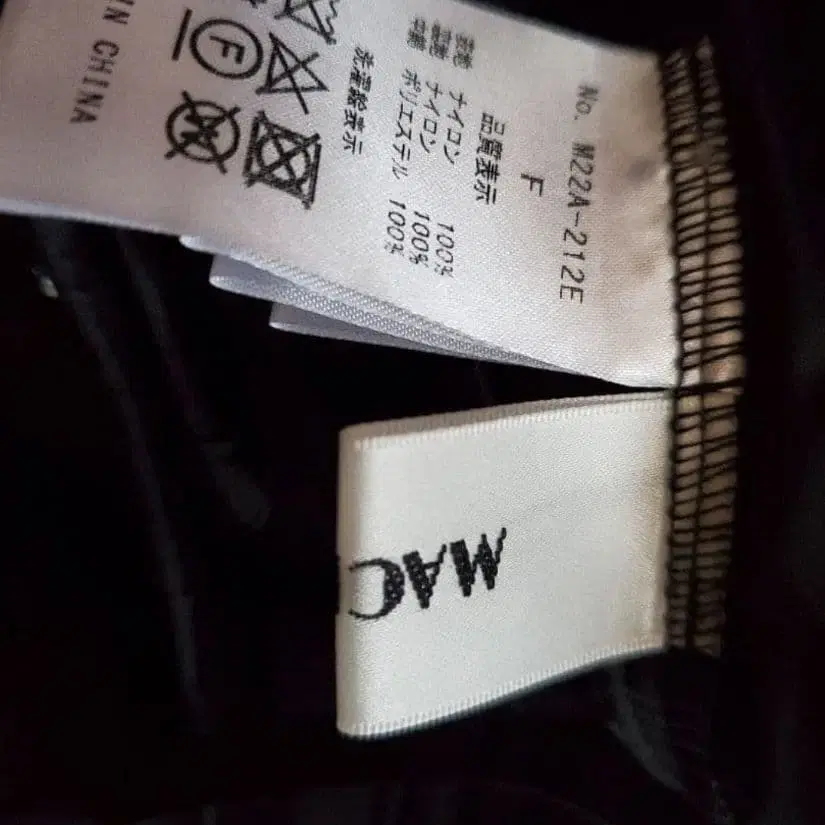 No. M22A-212E
F
品質表示
表地 ナイロン 100%
裏地 ナイロン 100%
中綿 ポリエステル 100%
洗濯絵表示
F
IN CHINA
MAC